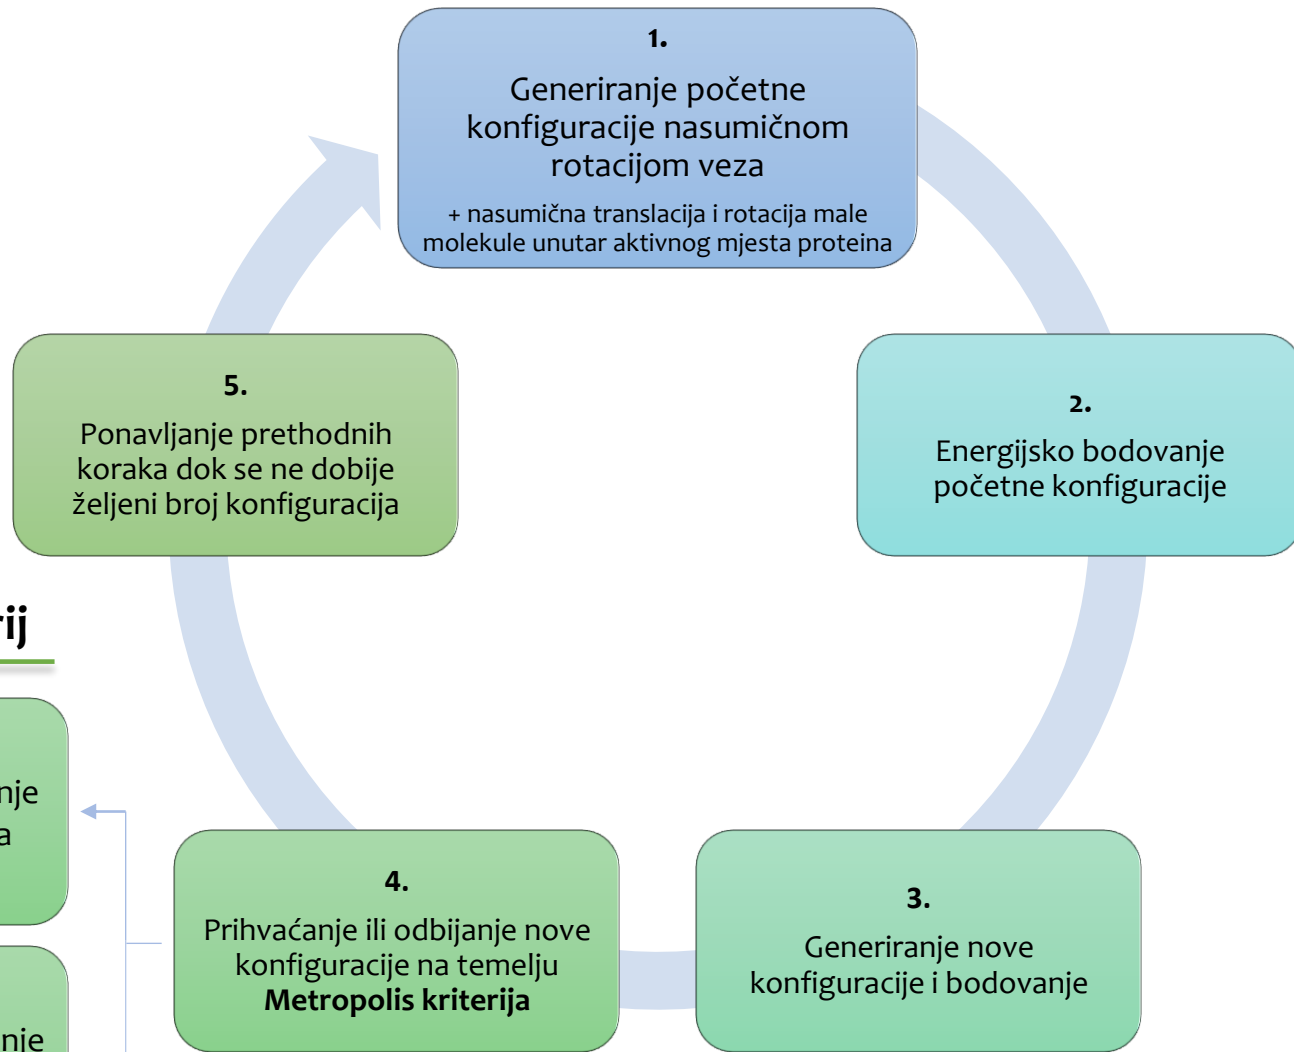 1.
Generiranje početne
konfiguracije nasumičnom
rotacijom veza
+ nasumična translacija i rotacija male
molekule unutar aktivnog mjesta proteina
2.
Energijsko bodovanje
početne konfiguracije
3.
Generiranje nove
konfiguracije i bodovanje
4.
Prihvaćanje ili odbijanje nove
konfiguracije na temelju
Metropolis kriterija
5.
Ponavljanje prethodnih
koraka dok se ne dobije
željeni broj konfiguracija